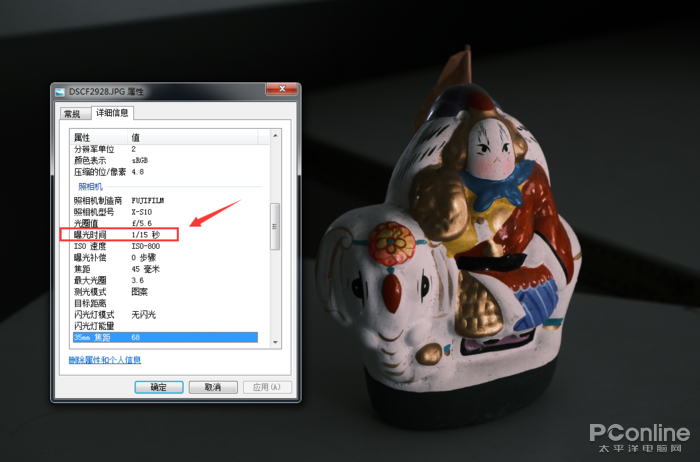 DSCF2928.JPG 属性
常规 详细信息
属性 值
分辨率单位 2
颜色表示 sRGB
压缩的位/像素 4.8
照相机
照相机制造商 FUJIFILM
照相机型号 X-S10
光圈值 f/5.6
曝光时间 1/15 秒
ISO 速度 ISO-800
曝光补偿 0 步骤
焦距 45 毫米
最大光圈 3.6
测光模式 图案
目标距离
闪光灯模式 无闪光
闪光灯能量
35mm 焦距 68
删除属性和个人信息
确定 取消 应用(A)
PConline
太平洋电脑网